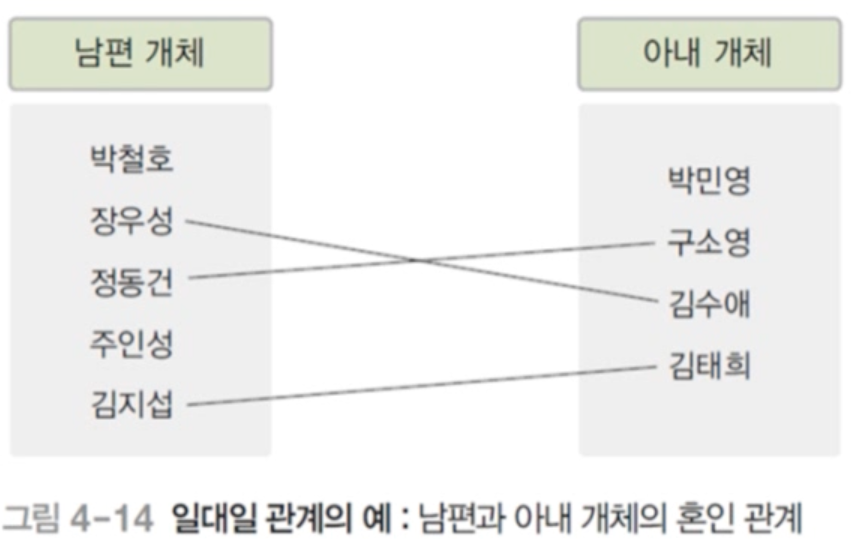 남편 개체
아내 개체
박철호
장우성
정동건
주인성
김지섭
박민영
구소영
김수애
김태희
그림 4-14 일대일 관계의 예 : 남편과 아내 개체의 혼인 관계